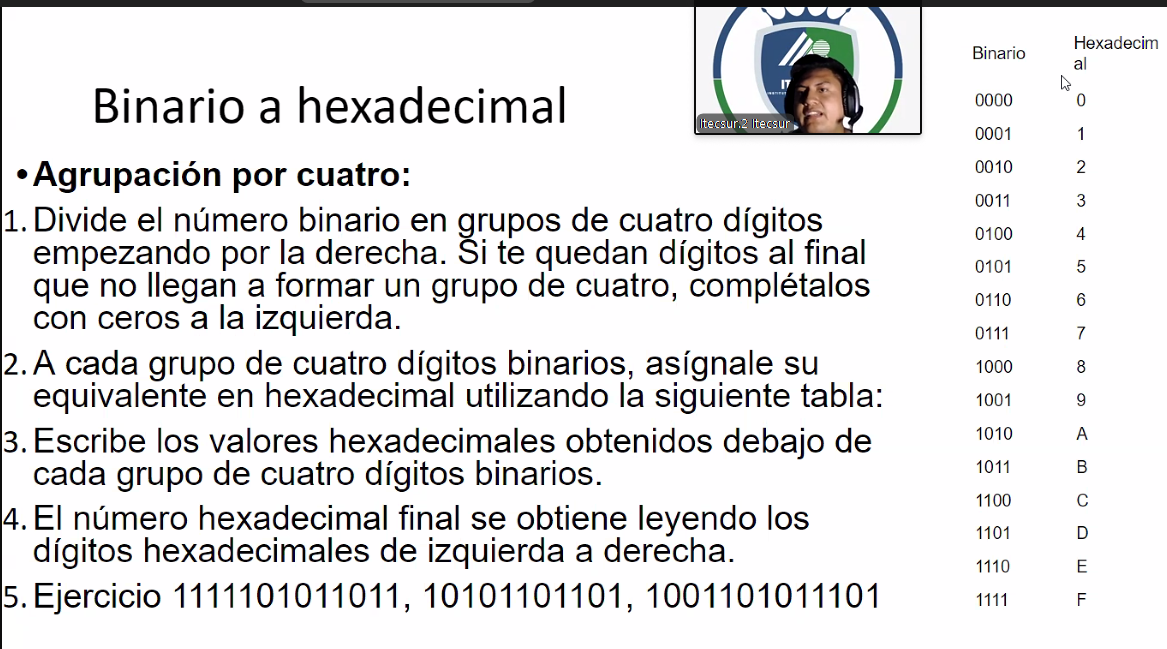 Binario a hexadecimal
•Agrupación por cuatro:
1. Divide el número binario en grupos de cuatro dígitos
empezando por la derecha. Si te quedan dígitos al final
que no llegan a formar un grupo de cuatro, complétalos
con ceros a la izquierda.
2. A cada grupo de cuatro dígitos binarios, asígnale su
equivalente en hexadecimal utilizando la siguiente tabla:
3. Escribe los valores hexadecimales obtenidos debajo de
cada grupo de cuatro dígitos binarios.
4. El número hexadecimal final se obtiene leyendo los
dígitos hexadecimales de izquierda a derecha.
5. Ejercicio 1111101011011, 10101101101, 1001101011101
Itecsur.2 Itecsur
Binario Hexadecim
al
0000 0
0001 1
0010 2
0011 3
0100 4
0101 5
0110 6
0111 7
1000 8
1001 9
1010 A
1011 B
1100 C
1101 D
1110 E
1111 F